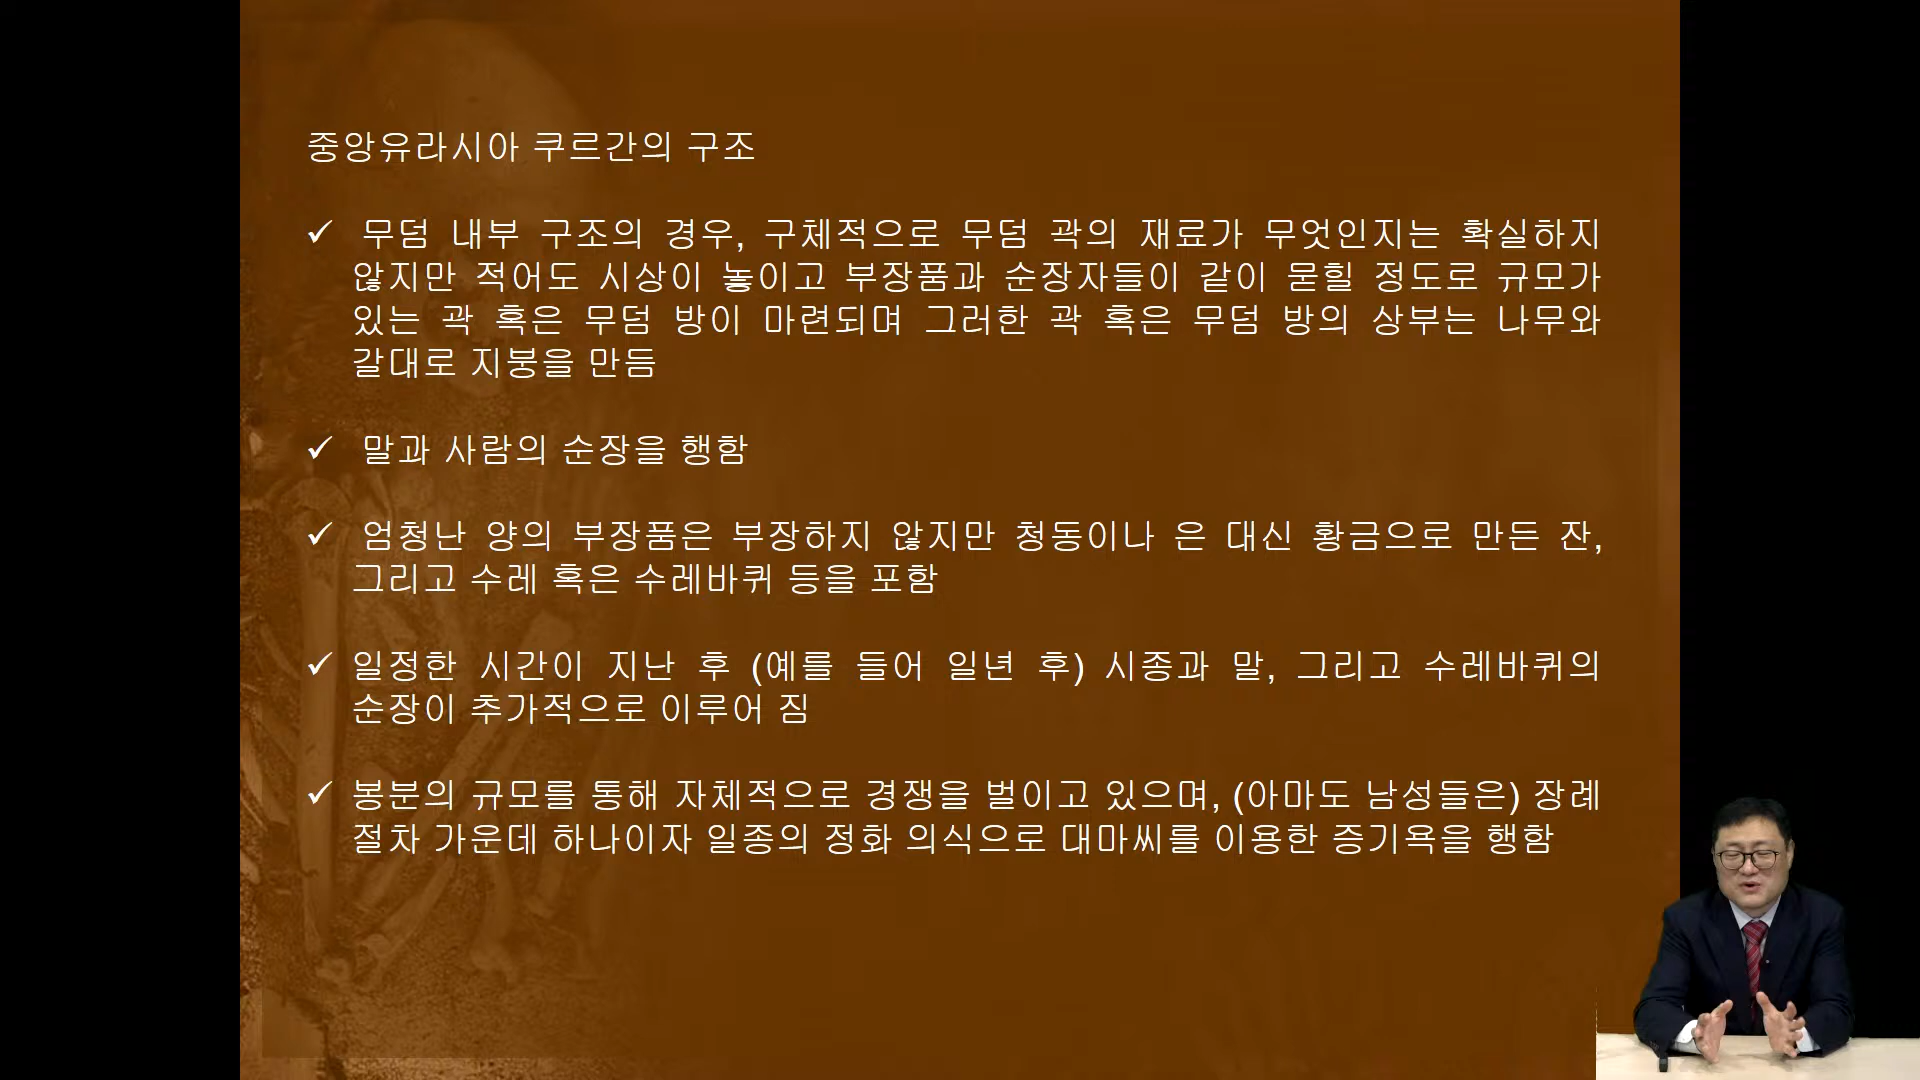 중앙유라시아 쿠르간의 구조
✓ 무덤 내부 구조의 경우, 구체적으로 무덤 곽의 재료가 무엇인지는 확실하지
않지만 적어도 시상이 놓이고 부장품과 순장자들이 같이 묻힐 정도로 규모가
있는 곽 혹은 무덤 방이 마련되며 그러한 곽 혹은 무덤 방의 상부는 나무와
갈대로 지붕을 만듬
✓ 말과 사람의 순장을 행함
✓ 엄청난 양의 부장품은 부장하지 않지만 청동이나 은 대신 황금으로 만든 잔,
그리고 수레 혹은 수레바퀴 등을 포함
✓ 일정한 시간이 지난 후 (예를 들어 일년 후) 시종과 말, 그리고 수레바퀴의
순장이 추가적으로 이루어 짐
✓ 봉분의 규모를 통해 자체적으로 경쟁을 벌이고 있으며, (아마도 남성들은) 장례
절차 가운데 하나이자 일종의 정화 의식으로 대마씨를 이용한 증기욕을 행함